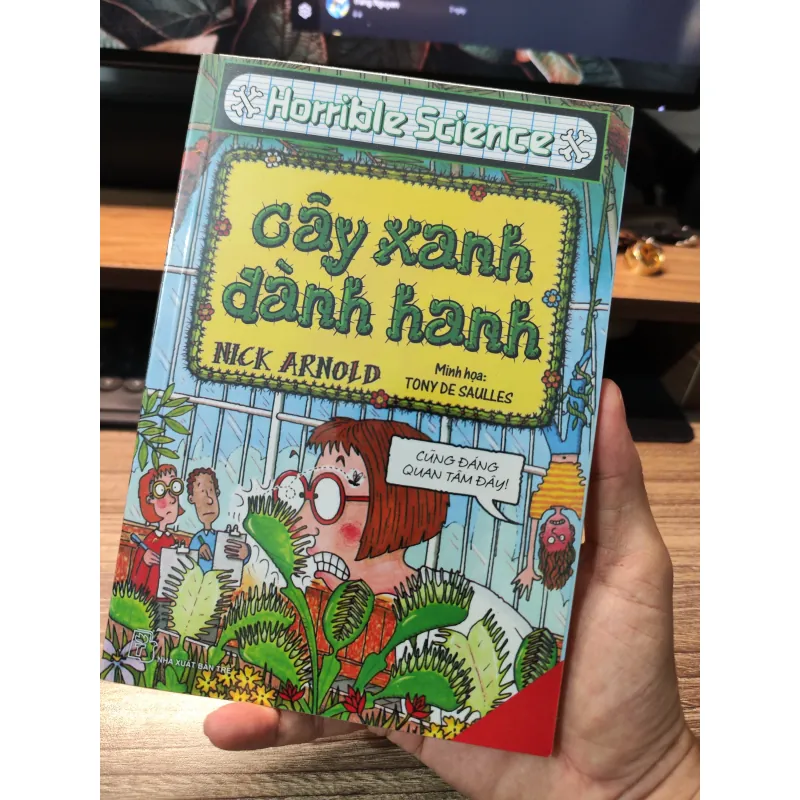 Horrible Science
cây xanh
đành hanh
NICK ARNOLD
Minh họa:
TONY DE SAULLES
CŨNG ĐÁNG
QUAN TÂM ĐÂY!
NHÀ XUẤT BẢN TRẺ